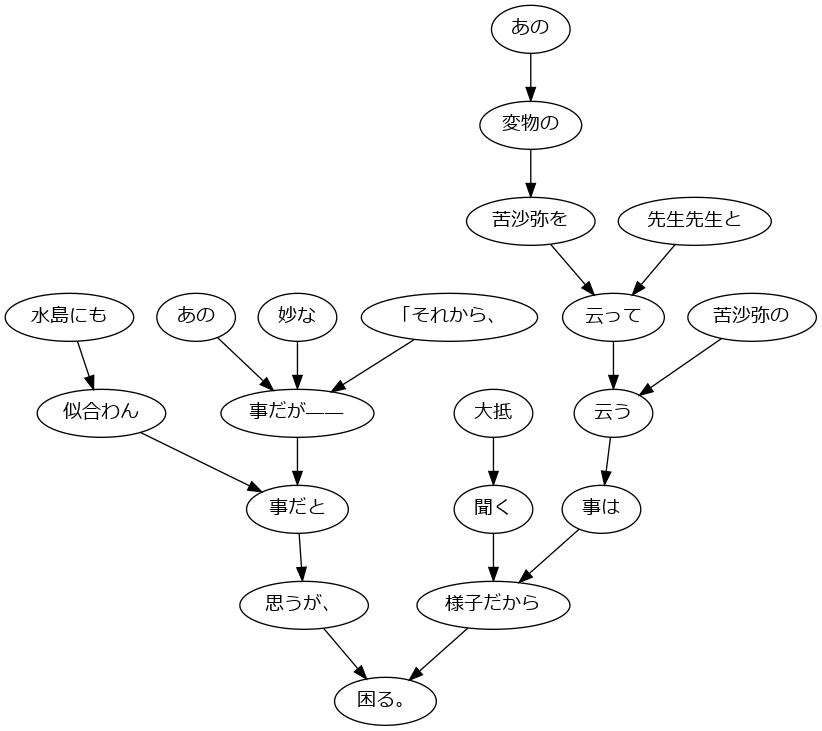 あの
変物の
苦沙弥を
先生先生と
水島にも
あの
妙な
「それから、
云って
苦沙弥の
似合わん
事だが――
大抵
云う
事だと
聞く
事は
思うが、
様子だから
困る。